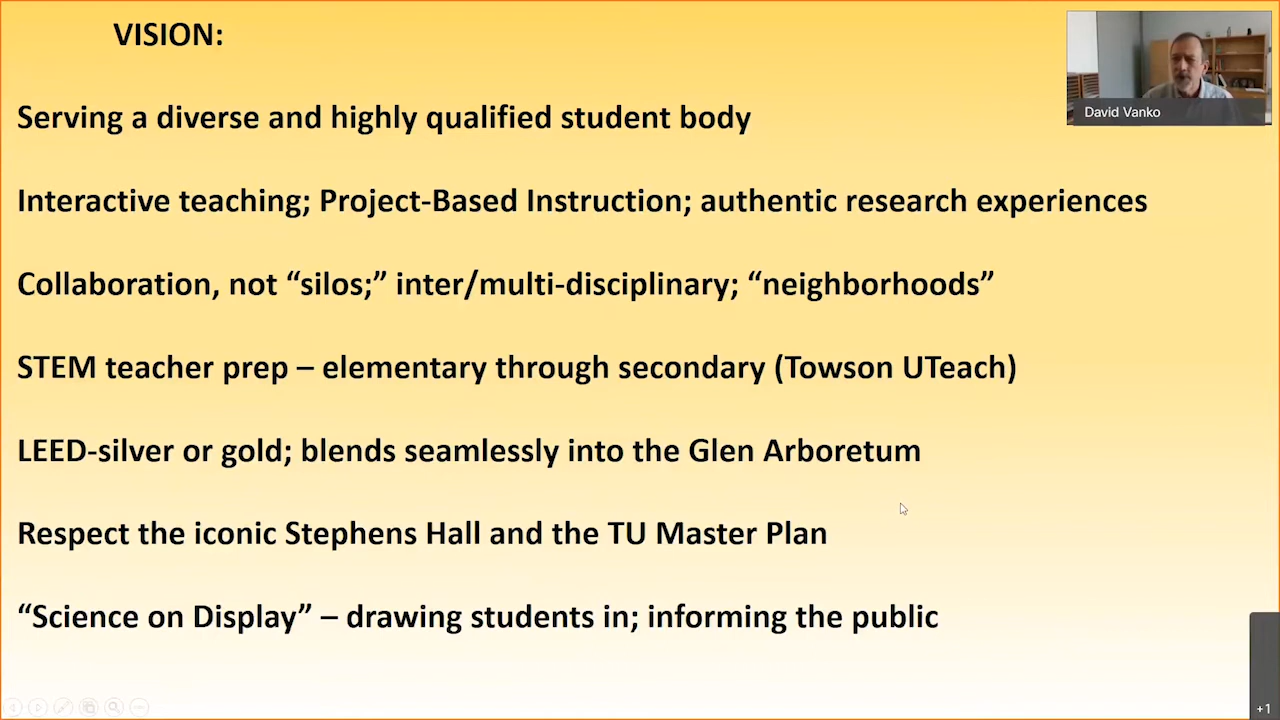 VISION:
David Vanko
Serving a diverse and highly qualified student body
Interactive teaching; Project-Based Instruction; authentic research experiences
Collaboration, not “silos;” inter/multi-disciplinary; “neighborhoods”
STEM teacher prep – elementary through secondary (Towson UTeach)
LEED-silver or gold; blends seamlessly into the Glen Arboretum
Respect the iconic Stephens Hall and the TU Master Plan
“Science on Display” – drawing students in; informing the public
+1